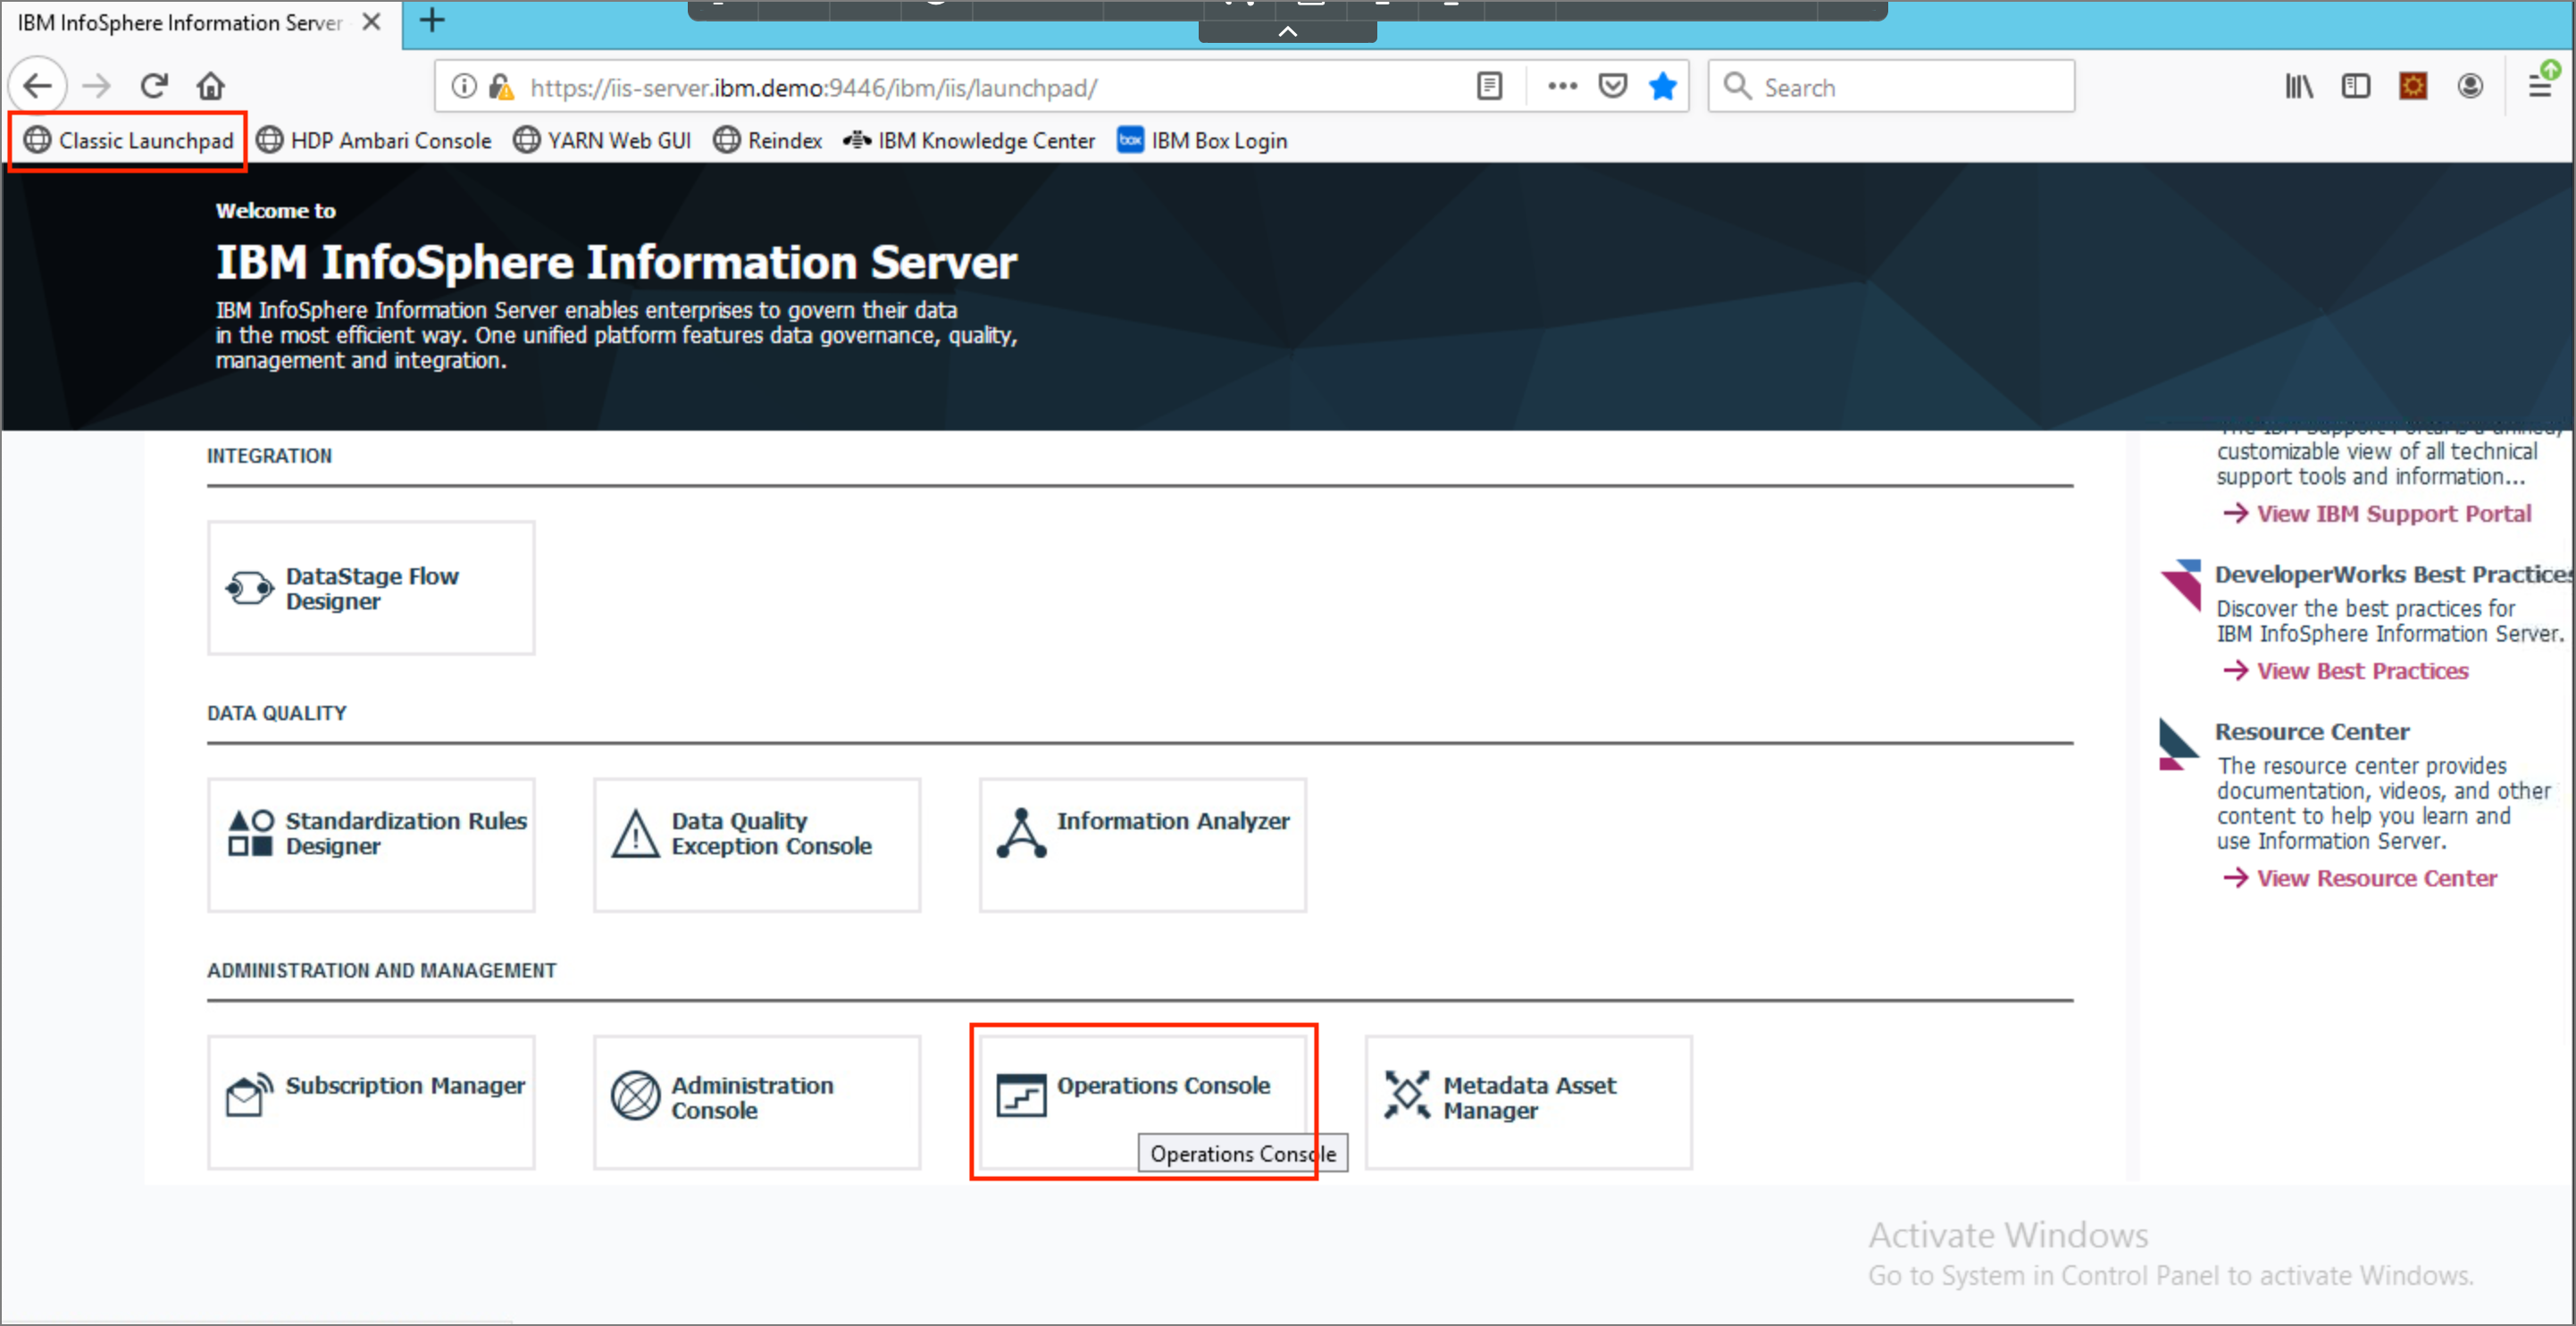 IBM InfoSphere Information Server
https://iis-server.ibm.demo:9446/ibm/iis/launchpad/
Search
Classic Launchpad
HDP Ambari Console
YARN Web GUI
Reindex
IBM Knowledge Center
box
IBM Box Login
Welcome to
IBM InfoSphere Information Server
IBM InfoSphere Information Server enables enterprises to govern their data
in the most efficient way. One unified platform features data governance, quality,
management and integration.
INTEGRATION
DataStage Flow
Designer
DATA QUALITY
Standardization Rules
Designer
Data Quality
Exception Console
Information Analyzer
ADMINISTRATION AND MANAGEMENT
Subscription Manager
Administration
Console
Operations Console
Operations Console
Metadata Asset
Manager
The IBM Support Portal is a unified,
customizable view of all technical
support tools and information...
View IBM Support Portal
DeveloperWorks Best Practices
Discover the best practices for
IBM InfoSphere Information Server.
View Best Practices
Resource Center
The resource center provides
documentation, videos, and other
content to help you learn and
use Information Server.
View Resource Center
Activate Windows
Go to System in Control Panel to activate Windows.